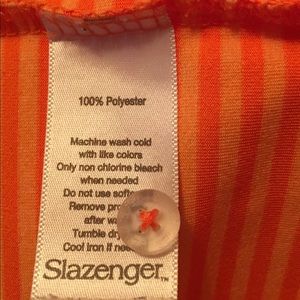 100% Polyester
Machine wash cold
with like colors
Only non chlorine bleach
when needed
Do not use
Remove
after
Tumble
Cool iron if
Slazenger™